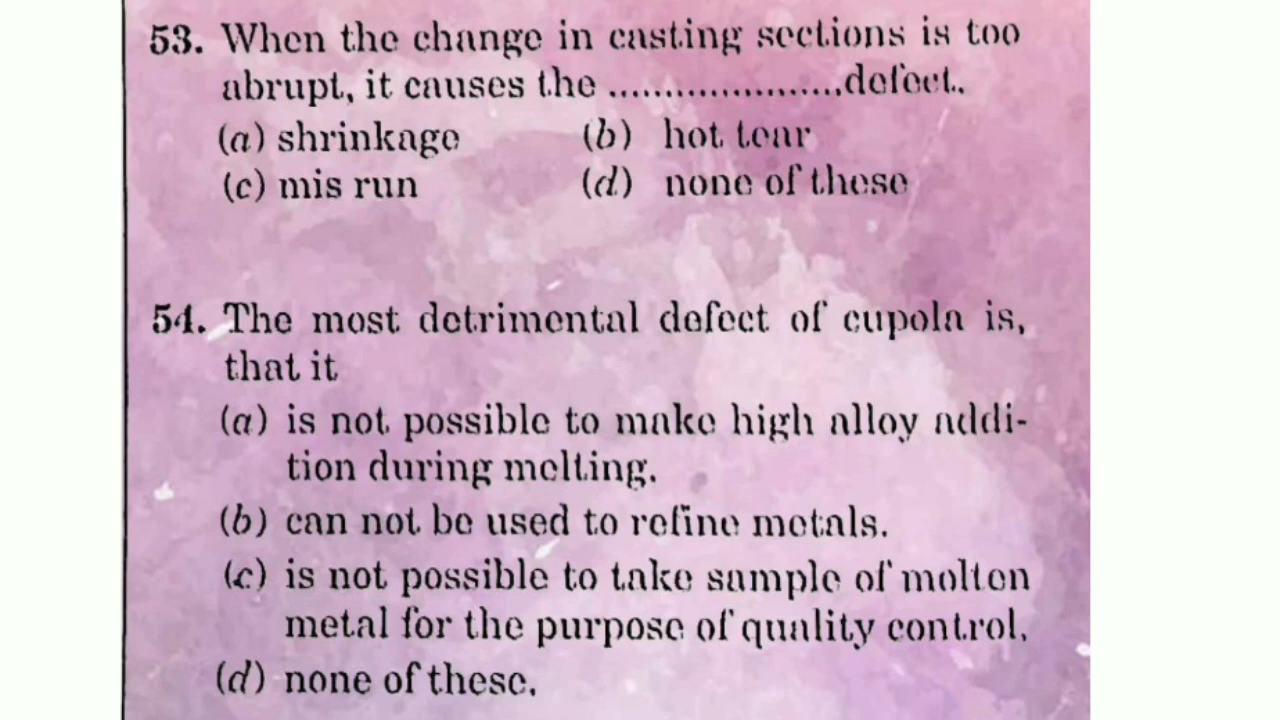 53. When the change in casting sections is too
abrupt, it causes the .....................defect.
(a) shrinkage (b) hot tear
(c) mis run (d) none of these
54. The most detrimental defect of cupola is,
that it
(a) is not possible to make high alloy addi-
tion during melting.
(b) can not be used to refine metals.
(c) is not possible to take sample of molten
metal for the purpose of quality control.
(d) none of these.